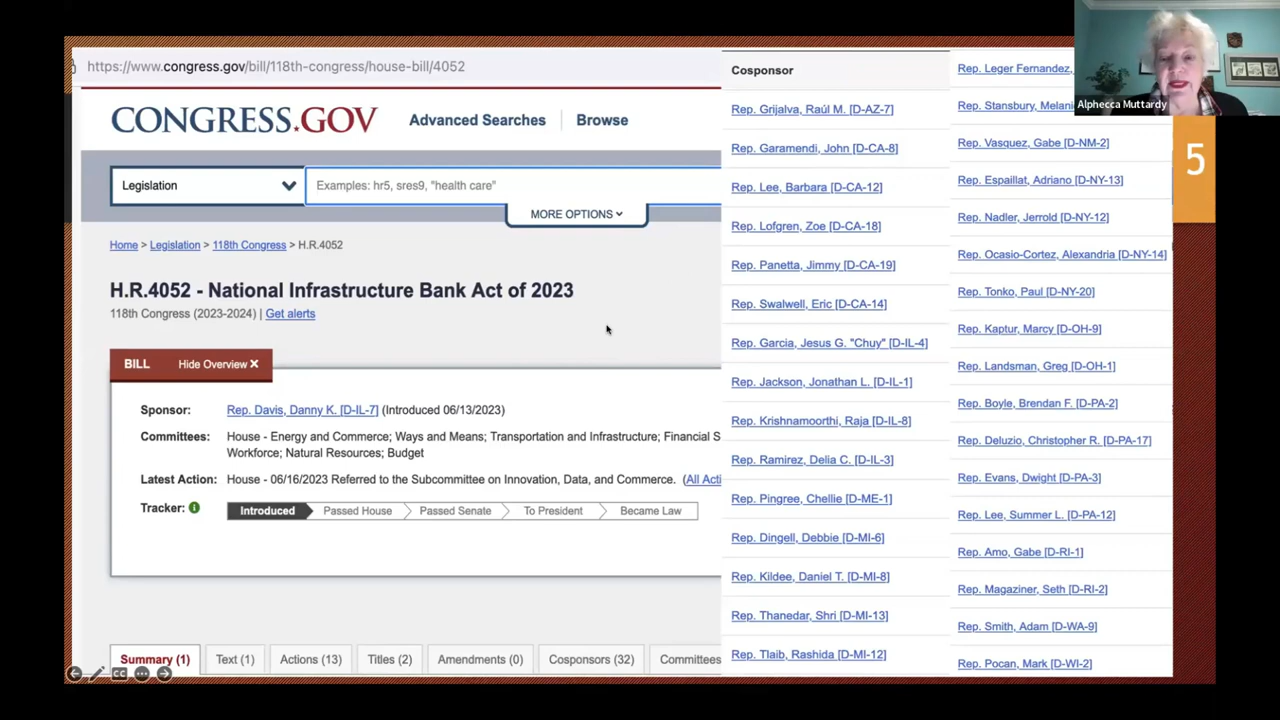 https://www.congress.gov/bill/118th-congress/house-bill/4052
CONGRESS.GOV
Advanced Searches
Browse
Legislation
Examples: hr5, sres9, "health care"
MORE OPTIONS
Home > Legislation > 118th Congress > H.R.4052
H.R.4052 - National Infrastructure Bank Act of 2023
118th Congress (2023-2024) | Get alerts
BILL
Hide Overview ✕
Sponsor: Rep. Davis, Danny K. [D-IL-7] (Introduced 06/13/2023)
Committees: House - Energy and Commerce; Ways and Means; Transportation and Infrastructure; Financial S
Workforce; Natural Resources; Budget
Latest Action: House - 06/16/2023 Referred to the Subcommittee on Innovation, Data, and Commerce. (All Acti
Tracker:
Introduced
Passed House
Passed Senate
To President
Became Law
Summary (1)
Text (1)
Actions (13)
Titles (2)
Amendments (0)
Cosponsors (32)
Committees
CC
Cosponsor
Rep. Grijalva, Raúl M. [D-AZ-7]
Rep. Garamendi, John [D-CA-8]
Rep. Lee, Barbara [D-CA-12]
Rep. Lofgren, Zoe [D-CA-18]
Rep. Panetta, Jimmy [D-CA-19]
Rep. Swalwell, Eric [D-CA-14]
Rep. Garcia, Jesus G. "Chuy" [D-IL-4]
Rep. Jackson, Jonathan L. [D-IL-1]
Rep. Krishnamoorthi, Raja [D-IL-8]
Rep. Ramirez, Delia C. [D-IL-3]
Rep. Pingree, Chellie [D-ME-1]
Rep. Dingell, Debbie [D-MI-6]
Rep. Kildee, Daniel T. [D-MI-8]
Rep. Thanedar, Shri [D-MI-13]
Rep. Tlaib, Rashida [D-MI-12]
Rep. Leger Fernandez,
Rep. Stansbury, Melani
Rep. Vasquez, Gabe [D-NM-2]
Rep. Espaillat, Adriano [D-NY-13]
Rep. Nadler, Jerrold [D-NY-12]
Rep. Ocasio-Cortez, Alexandria [D-NY-14]
Rep. Tonko, Paul [D-NY-20]
Rep. Kaptur, Marcy [D-OH-9]
Rep. Landsman, Greg [D-OH-1]
Rep. Boyle, Brendan F. [D-PA-2]
Rep. Deluzio, Christopher R. [D-PA-17]
Rep. Evans, Dwight [D-PA-3]
Rep. Lee, Summer L. [D-PA-12]
Rep. Amo, Gabe [D-RI-1]
Rep. Magaziner, Seth [D-RI-2]
Rep. Smith, Adam [D-WA-9]
Rep. Pocan, Mark [D-WI-2]
Alphecca Muttardy
5